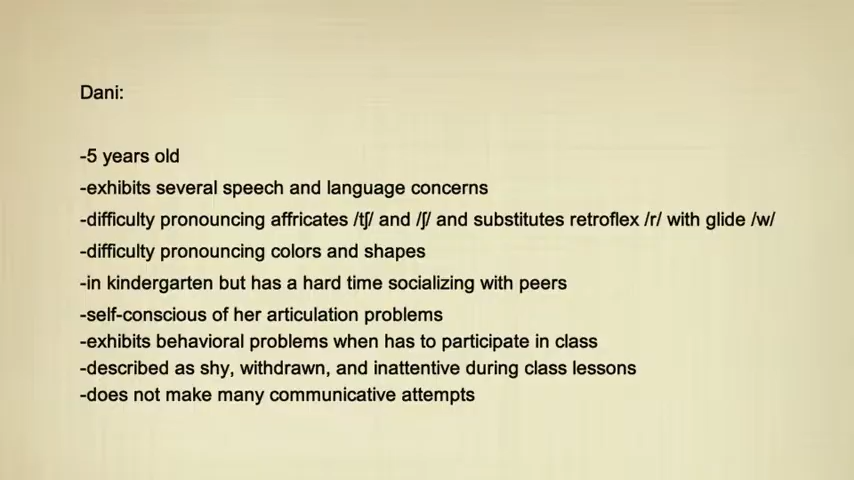 Dani:
-5 years old
-exhibits several speech and language concerns
-difficulty pronouncing affricates /tʃ/ and /ʃ/ and substitutes retroflex /r/ with glide /w/
-difficulty pronouncing colors and shapes
-in kindergarten but has a hard time socializing with peers
-self-conscious of her articulation problems
-exhibits behavioral problems when has to participate in class
-described as shy, withdrawn, and inattentive during class lessons
-does not make many communicative attempts